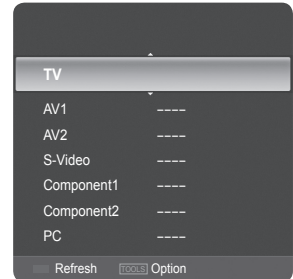 TV
AV1 ----
AV2 ----
S-Video ----
Component1 ----
Component2 ----
PC ----
Refresh TOOLS Option